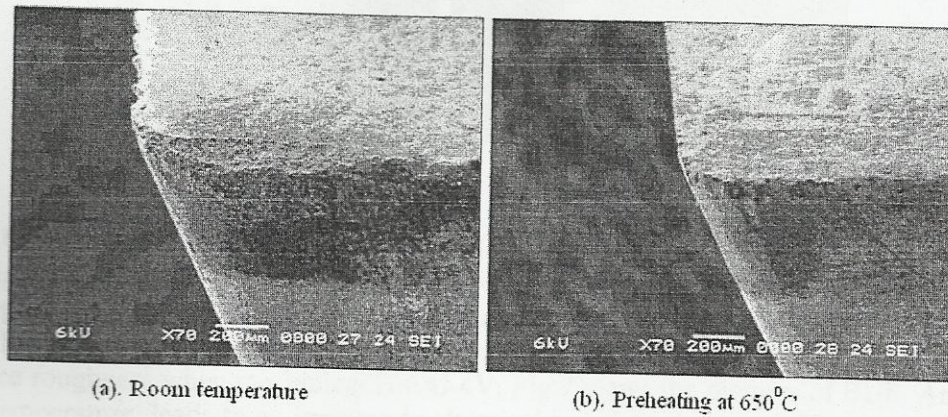 6kU X70 200µm 0000 27 24 SEI
6kU X70 200µm 0000 28 24 SEI
(a). Room temperature
(b). Preheating at 650⁰C